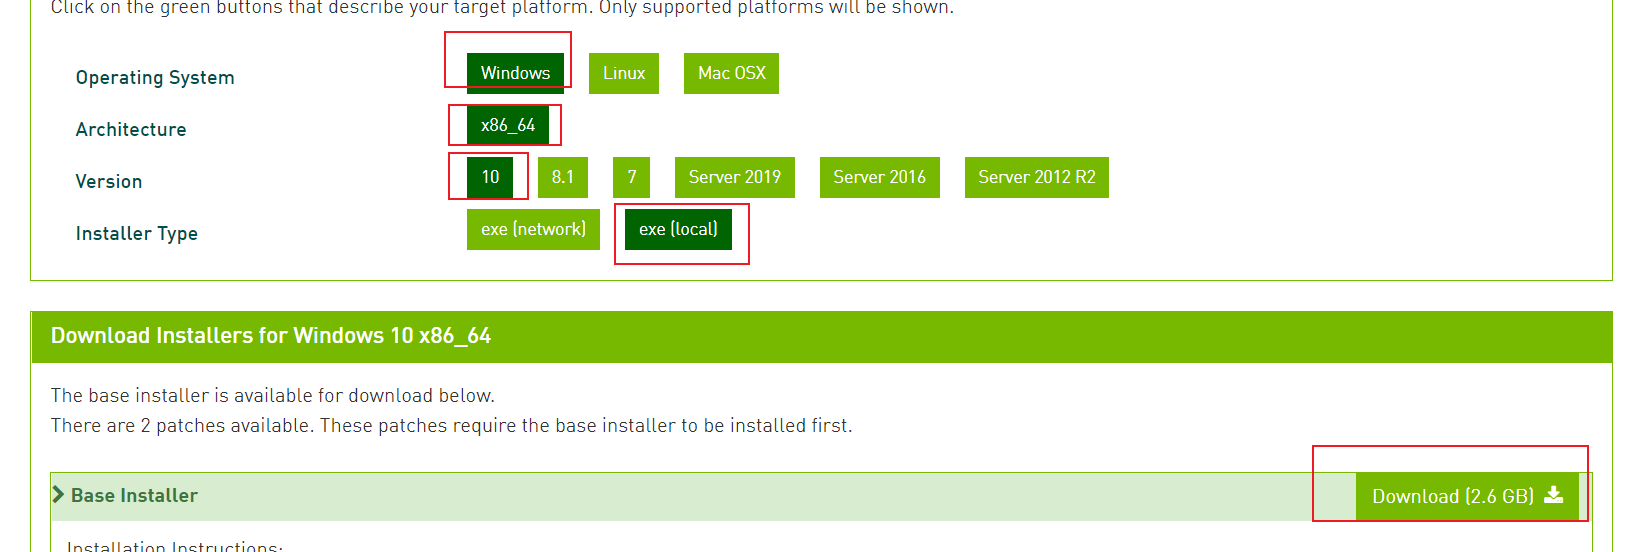 Click on the green buttons that describe your target platform. Only supported platforms will be shown.
Operating System Windows Linux Mac OSX
Architecture x86_64
Version 10 8.1 7 Server 2019 Server 2016 Server 2012 R2
Installer Type exe (network) exe (local)
Download Installers for Windows 10 x86_64
The base installer is available for download below.
There are 2 patches available. These patches require the base installer to be installed first.
Base Installer Download (2.6 GB)
Installation Instructions: